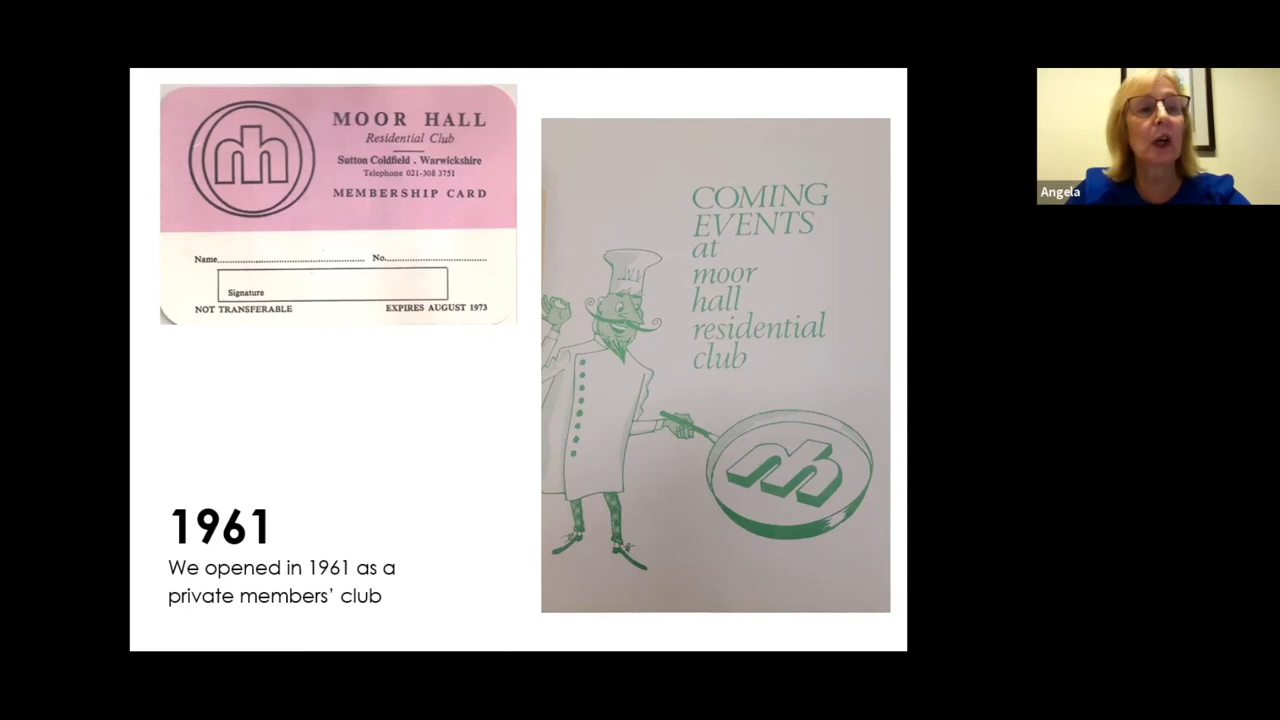 mh
MOOR HALL
Residential Club
Sutton Coldfield . Warwickshire
Telephone 021-308 3751
MEMBERSHIP CARD
Name
No.
Signature
NOT TRANSFERABLE
EXPIRES AUGUST 1973
COMING
EVENTS
at
moor
hall
residential
club
mh
1961
We opened in 1961 as a
private members’ club
Angela